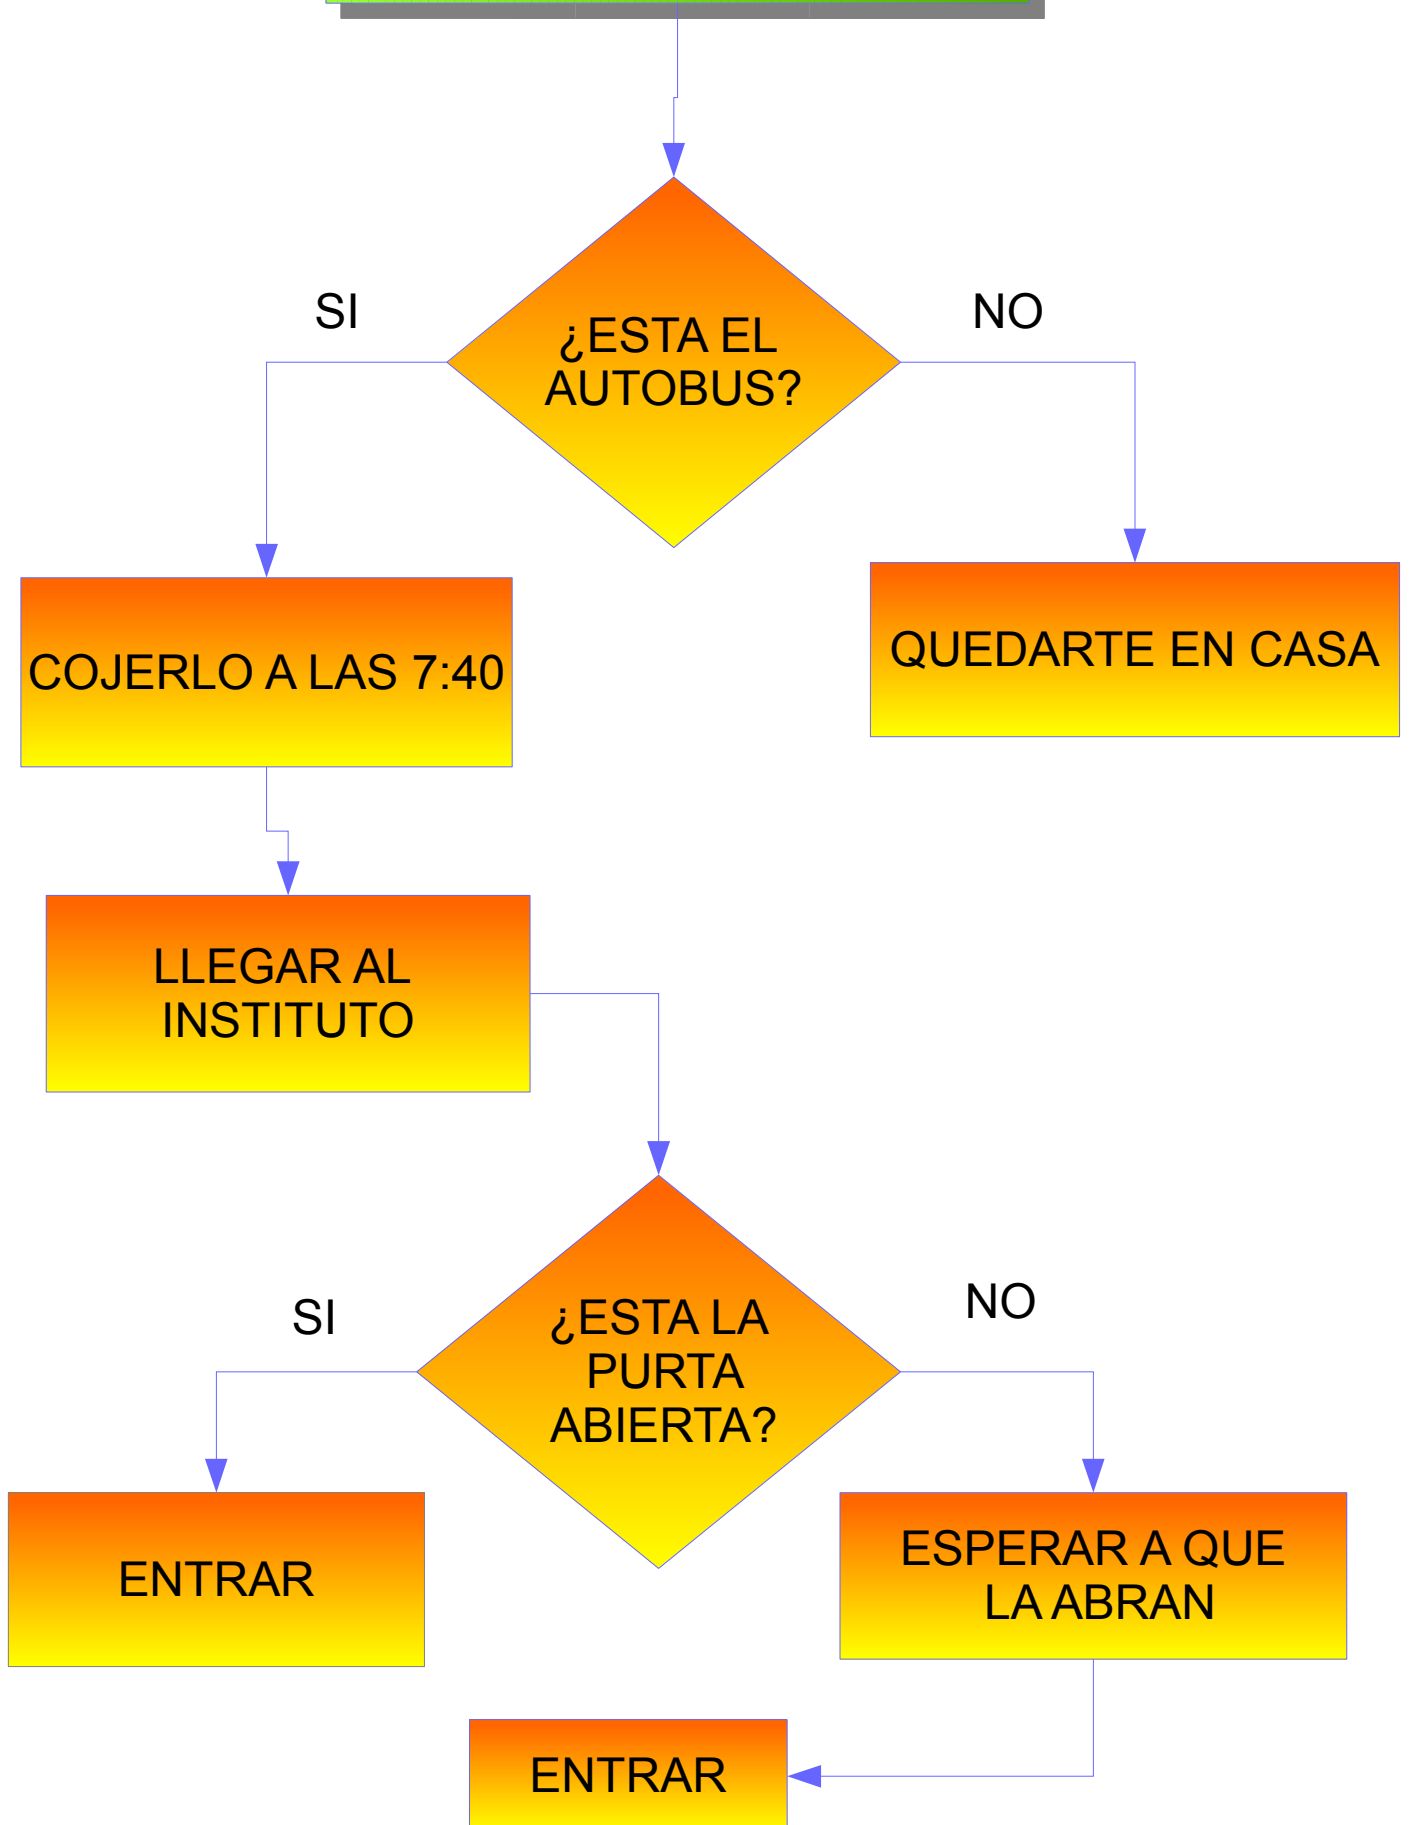 SI
NO
¿ESTA EL
AUTOBUS?
COJERLO A LAS 7:40
QUEDARTE EN CASA
LLEGAR AL
INSTITUTO
SI
NO
¿ESTA LA
PURTA
ABIERTA?
ENTRAR
ESPERAR A QUE
LA ABRAN
ENTRAR